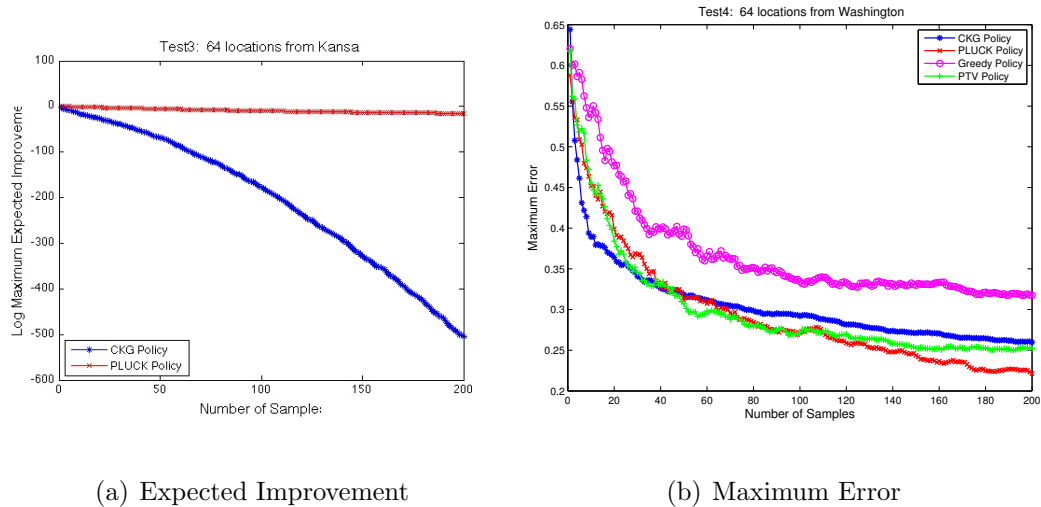 Test3: 64 locations from Kansa
100
0
-100
-200
-300
-400
-500
-600
Log Maximum Expected Improveme
0
50
100
150
200
Number of Sample
CKG Policy
PLUCK Policy
(a) Expected Improvement
Test4: 64 locations from Washington
0.65
0.6
0.55
0.5
0.45
0.4
0.35
0.3
0.25
0.2
Maximum Error
0
20
40
60
80
100
120
140
160
180
200
Number of Samples
CKG Policy
PLUCK Policy
Greedy Policy
PTV Policy
(b) Maximum Error